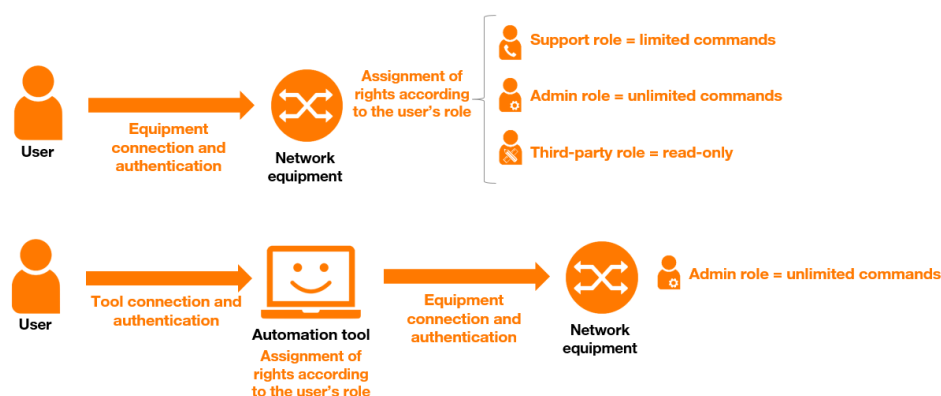 Support role = limited commands
Assignment of
rights according
to the user's role
Admin role = unlimited commands
Equipment
connection and
authentication
User
Network
equipment
Third-party role = read-only
Admin role = unlimited commands
Tool connection and
authentication
User
Automation tool
Assignment of
rights according
to the user's role
Equipment
connection and
authentication
Network
equipment